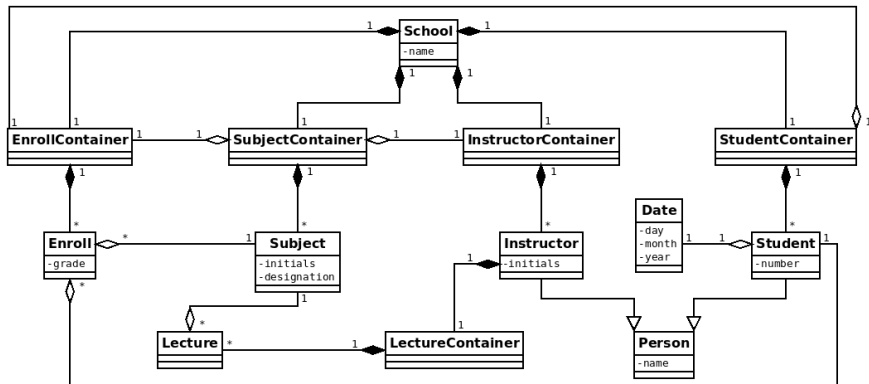 1 School 1
-name
1 1
1 1 1 1 1 1
EnrollContainer 1 1 SubjectContainer 1 1 InstructorContainer StudentContainer
1 1 1 1
* * * Date *
Enroll * 1 Subject Instructor -day 1 1 Student 1
-grade -initials 1 -initials -month -number
-designation -year
* 1
* 1
Lecture * 1 LectureContainer Person
-name